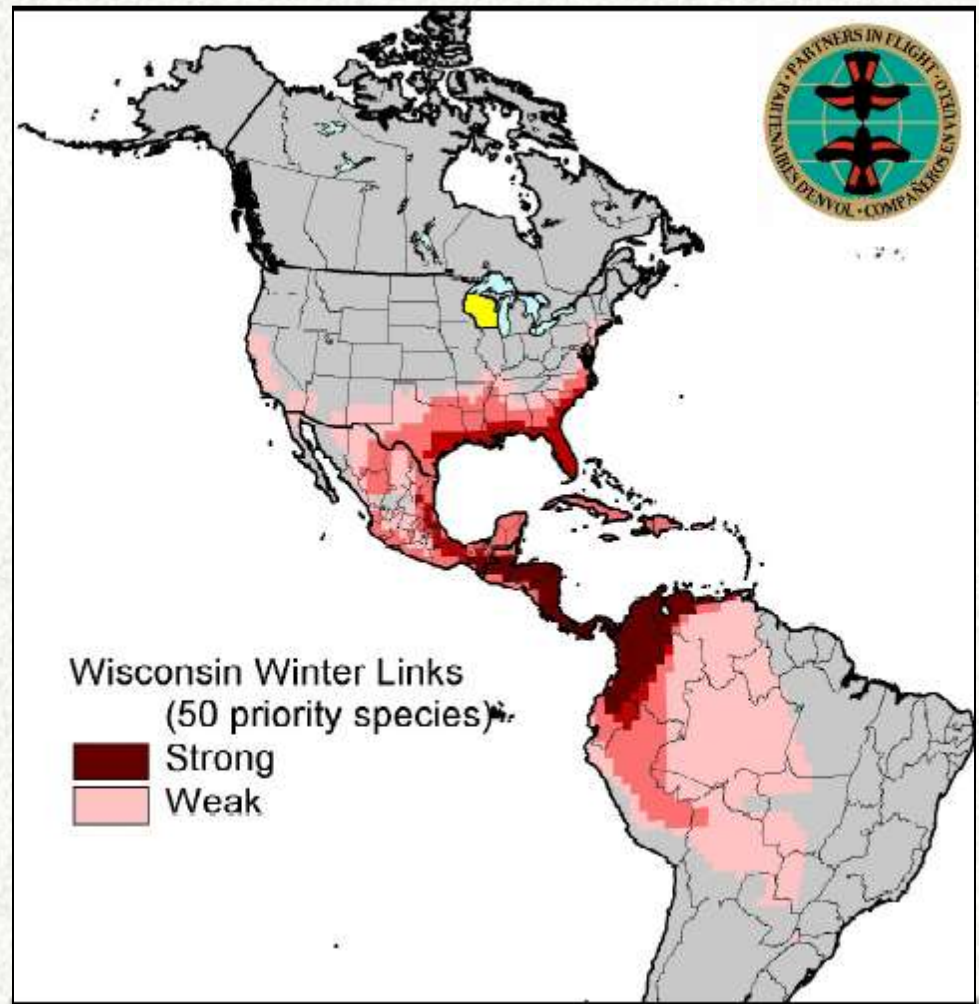 PARTNERS IN FLIGHT · COMPAÑEROS EN VUELO · PARTENAIRES D'ENVOL ·
Wisconsin Winter Links
(50 priority species)
Strong
Weak